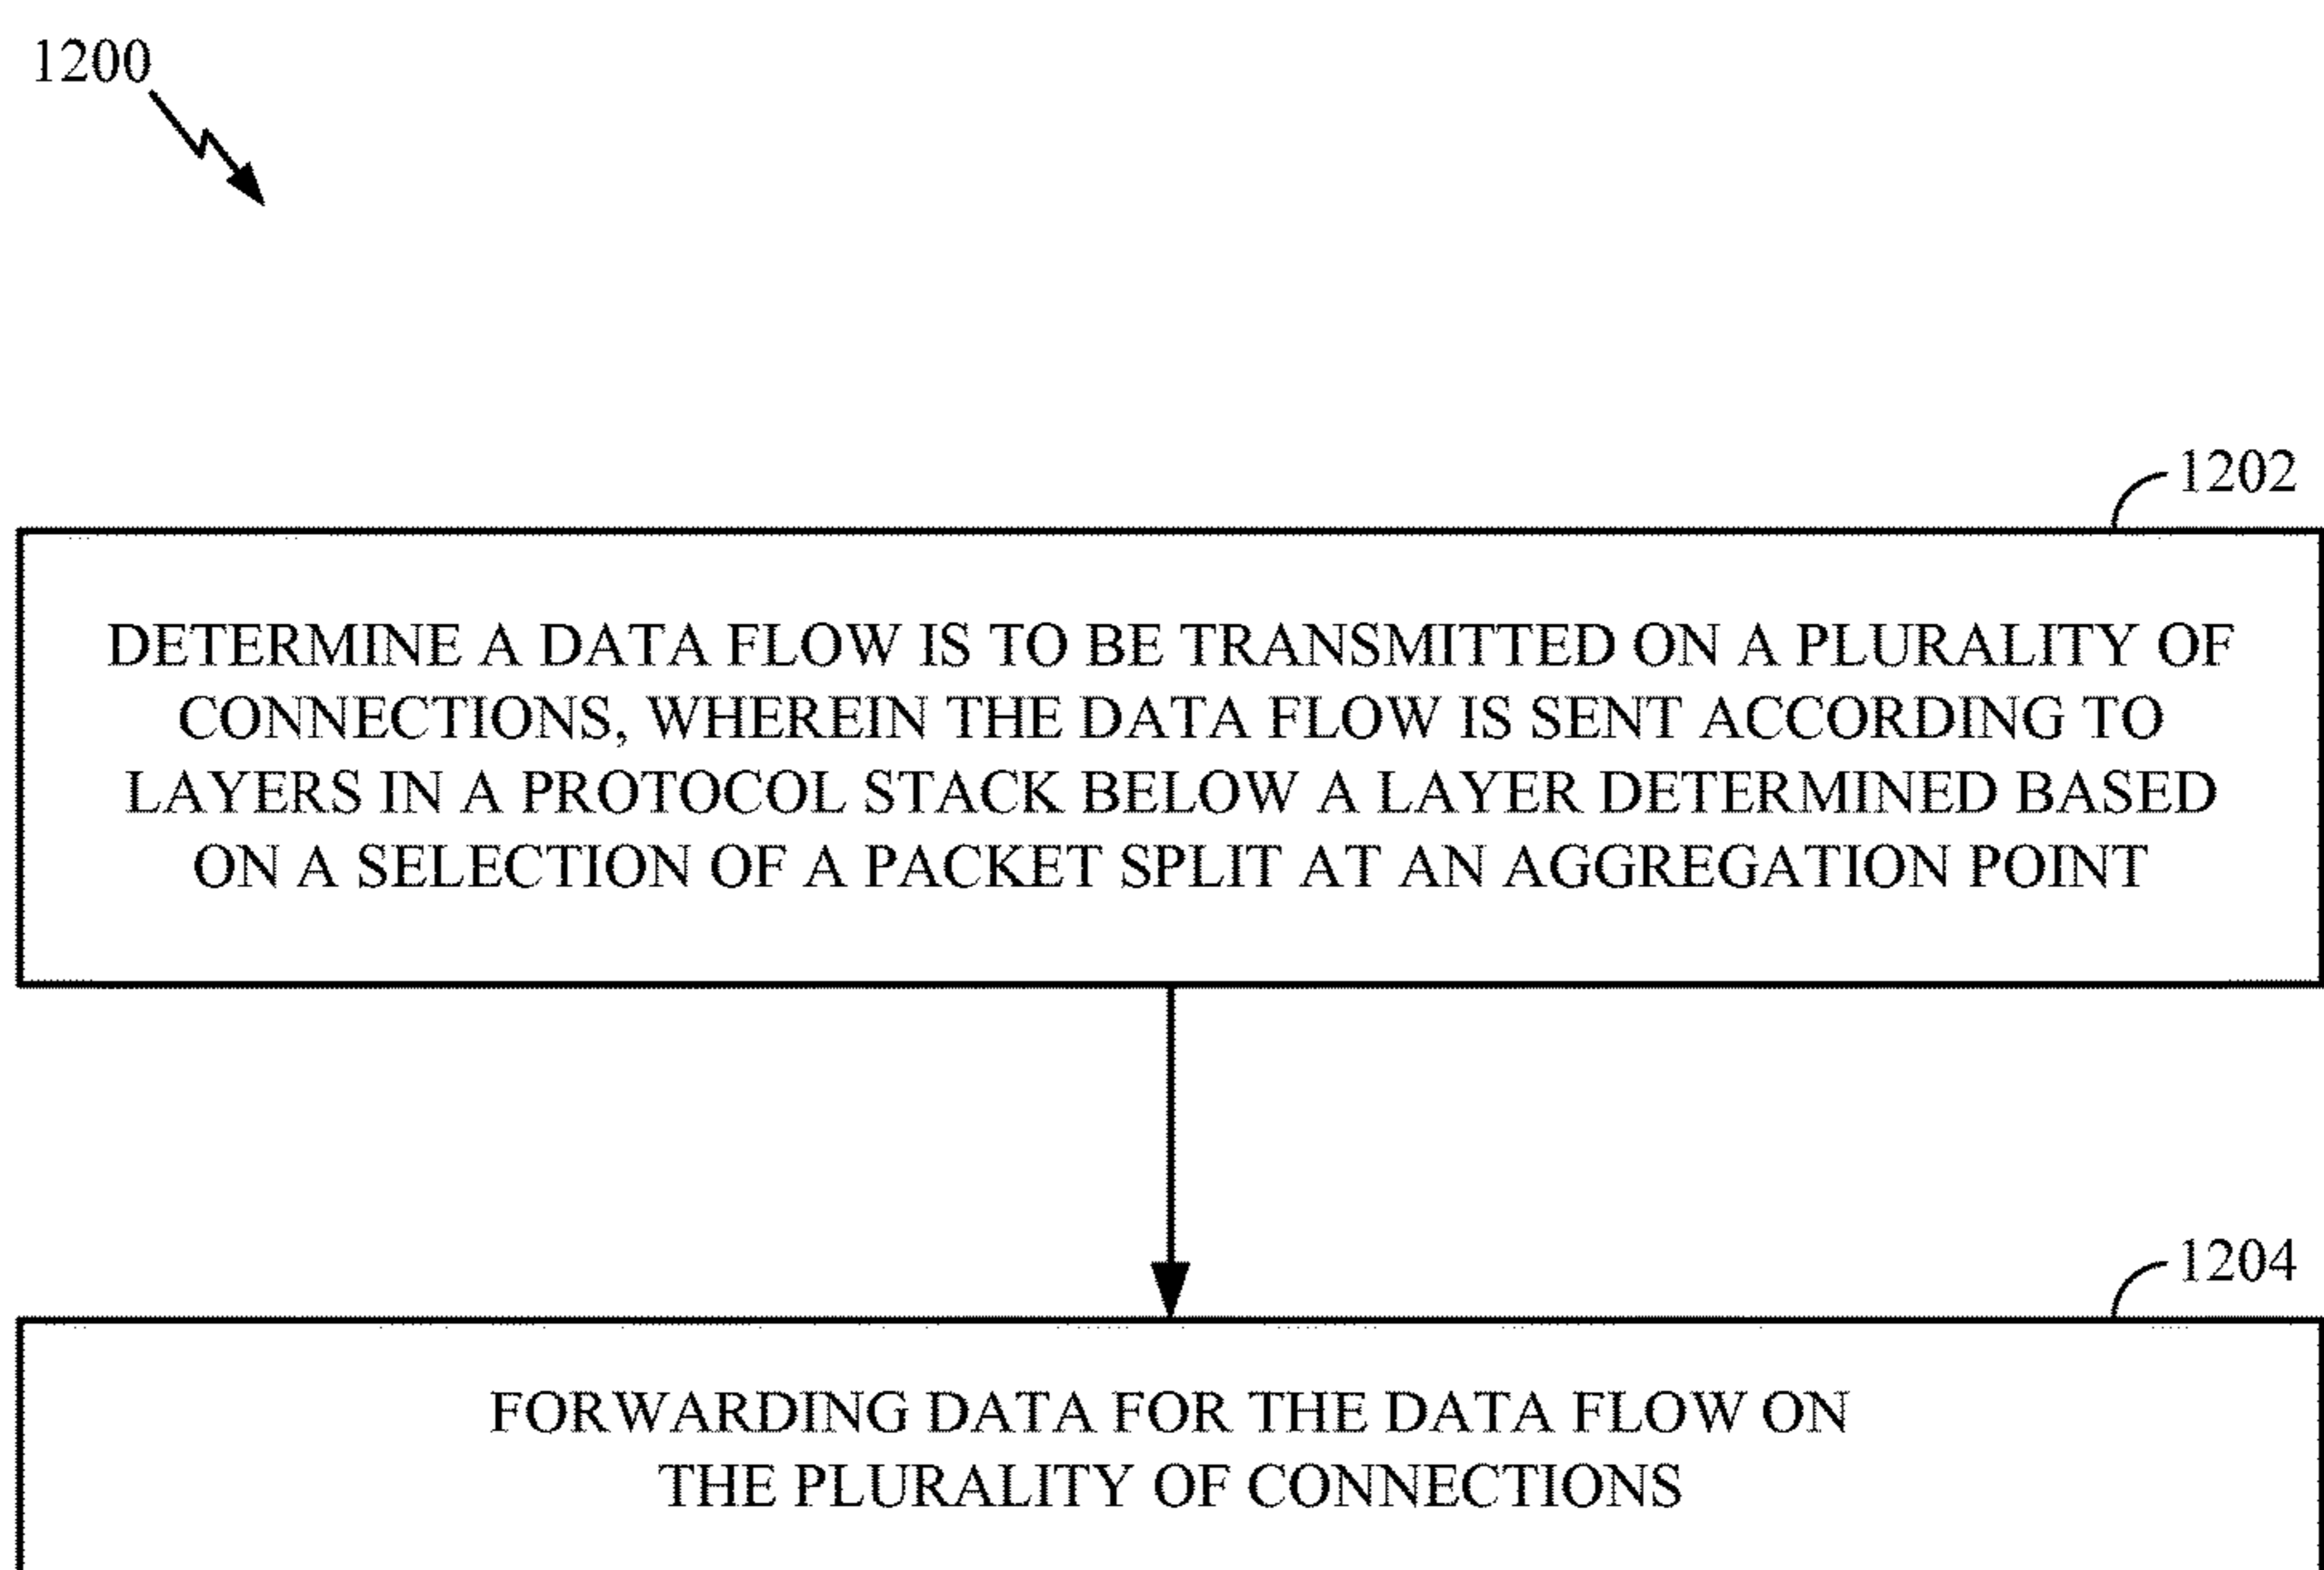 1200
1202
DETERMINE A DATA FLOW IS TO BE TRANSMITTED ON A PLURALITY OF
CONNECTIONS, WHEREIN THE DATA FLOW IS SENT ACCORDING TO
LAYERS IN A PROTOCOL STACK BELOW A LAYER DETERMINED BASED
ON A SELECTION OF A PACKET SPLIT AT AN AGGREGATION POINT
1204
FORWARDING DATA FOR THE DATA FLOW ON
THE PLURALITY OF CONNECTIONS